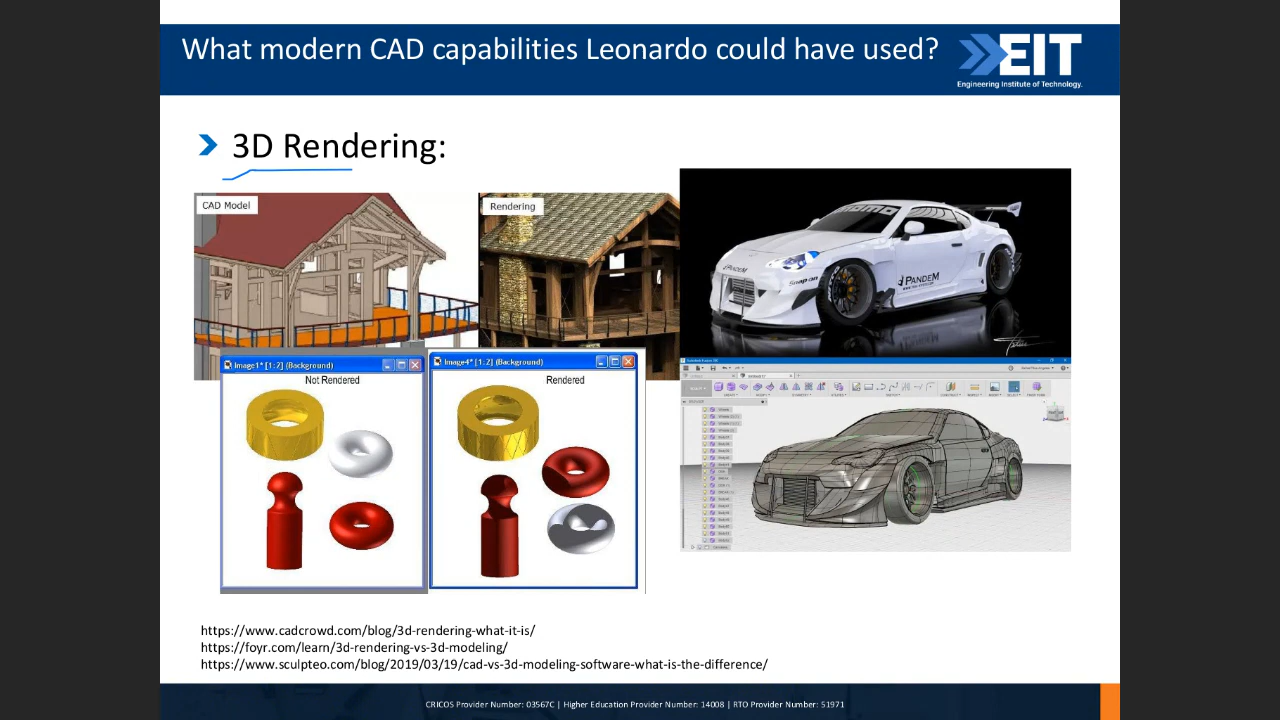 What modern CAD capabilities Leonardo could have used?
EIT
Engineering Institute of Technology.
3D Rendering:
CAD Model
Rendering
PANDEM
Snap-on
PANDEM
Image1* [1:2] (Background)
Not Rendered
Image4* [1:2] (Background)
Rendered
https://www.cadcrowd.com/blog/3d-rendering-what-it-is/
https://foyr.com/learn/3d-rendering-vs-3d-modeling/
https://www.sculpteo.com/blog/2019/03/19/cad-vs-3d-modeling-software-what-is-the-difference/
CRICOS Provider Number: 03567C | Higher Education Provider Number: 14008 | RTO Provider Number: 51971